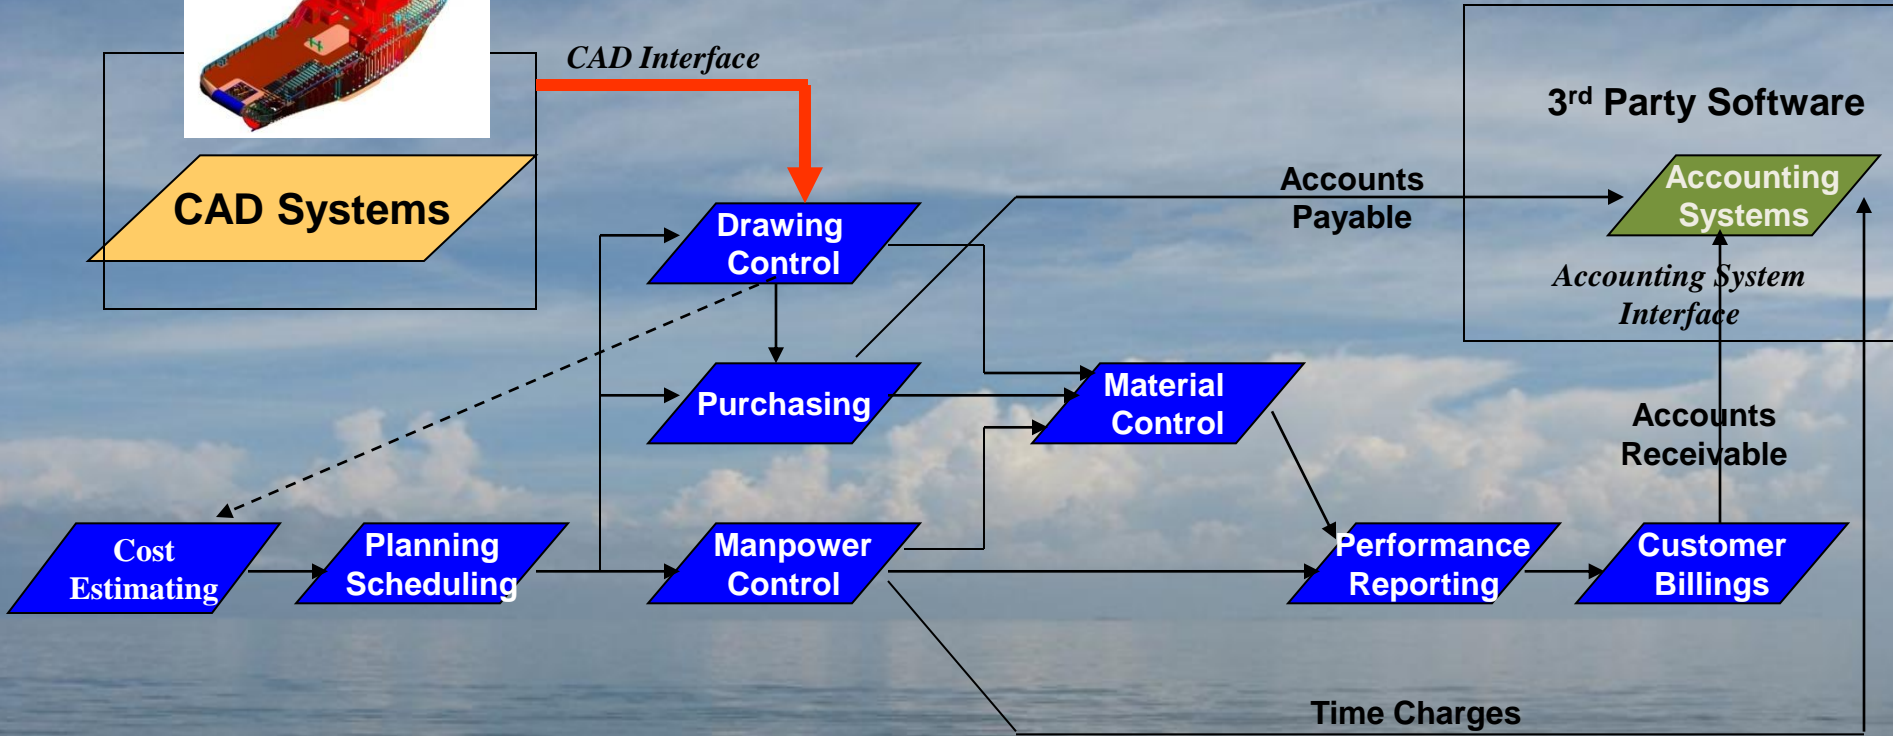 CAD Interface
3rd Party Software
CAD Systems
Accounts
Payable
Accounting
Systems
Drawing
Control
Accounting System
Interface
Purchasing
Material
Control
Accounts
Receivable
Cost
Estimating
Planning
Scheduling
Manpower
Control
Performance
Reporting
Customer
Billings
Time Charges